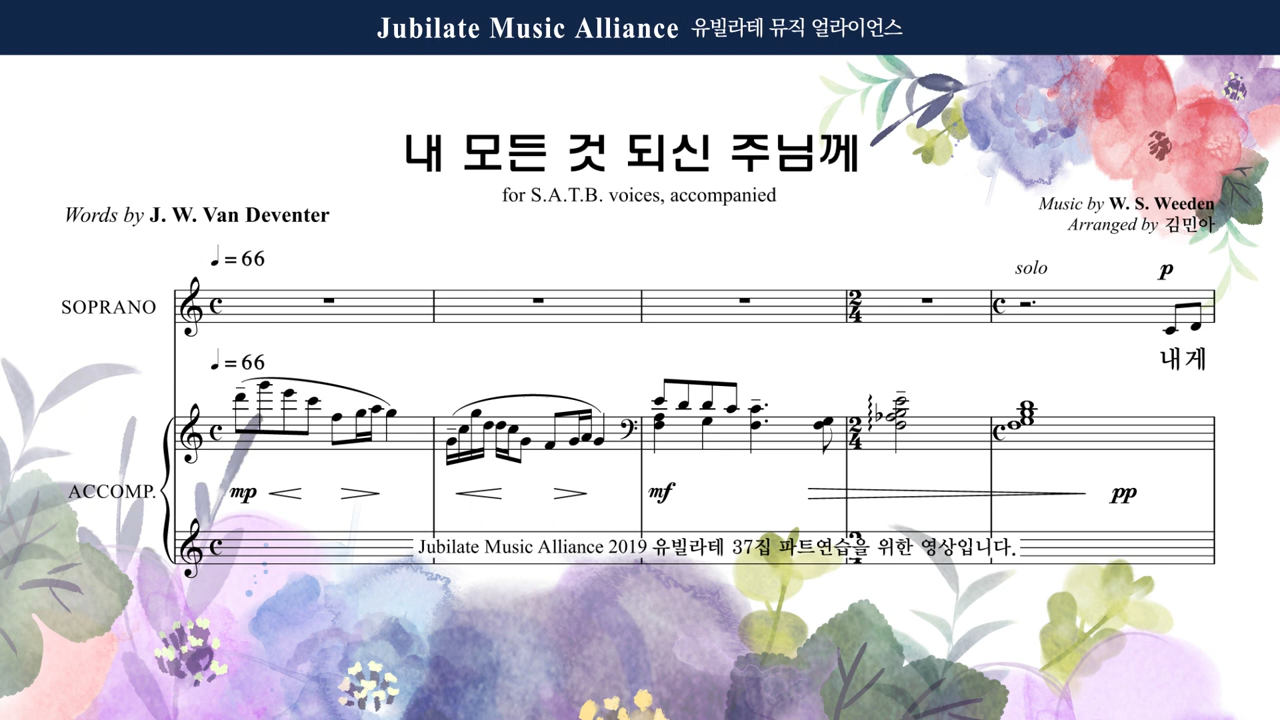 Jubilate Music Alliance 유빌라테 뮤직 얼라이언스
내 모든 것 되신 주님께
for S.A.T.B. voices, accompanied
Words by J. W. Van Deventer
Music by W. S. Weeden
Arranged by 김민아
♩ = 66
solo
p
SOPRANO
내게
♩ = 66
ACCOMP.
mp
mf
pp
Jubilate Music Alliance 2019 유빌라테 37집 파트연습을 위한 영상입니다.